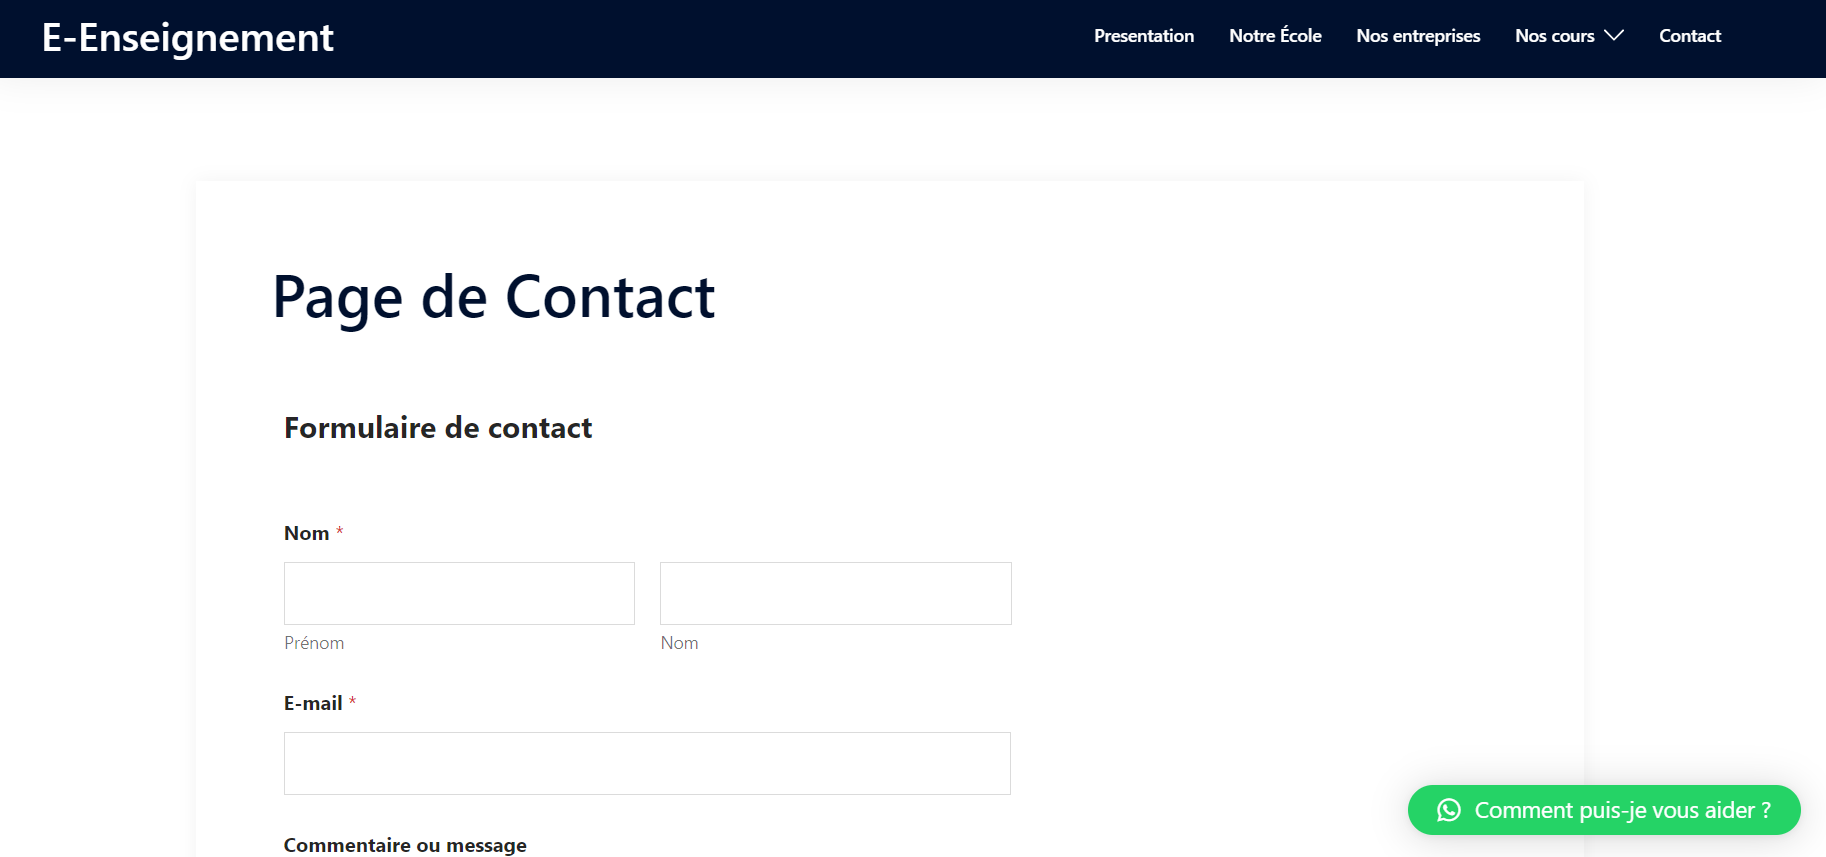 E-Enseignement
Presentation Notre École Nos entreprises Nos cours Contact
Page de Contact
Formulaire de contact
Nom *
Prénom Nom
E-mail *
Comment puis-je vous aider ?
Commentaire ou message